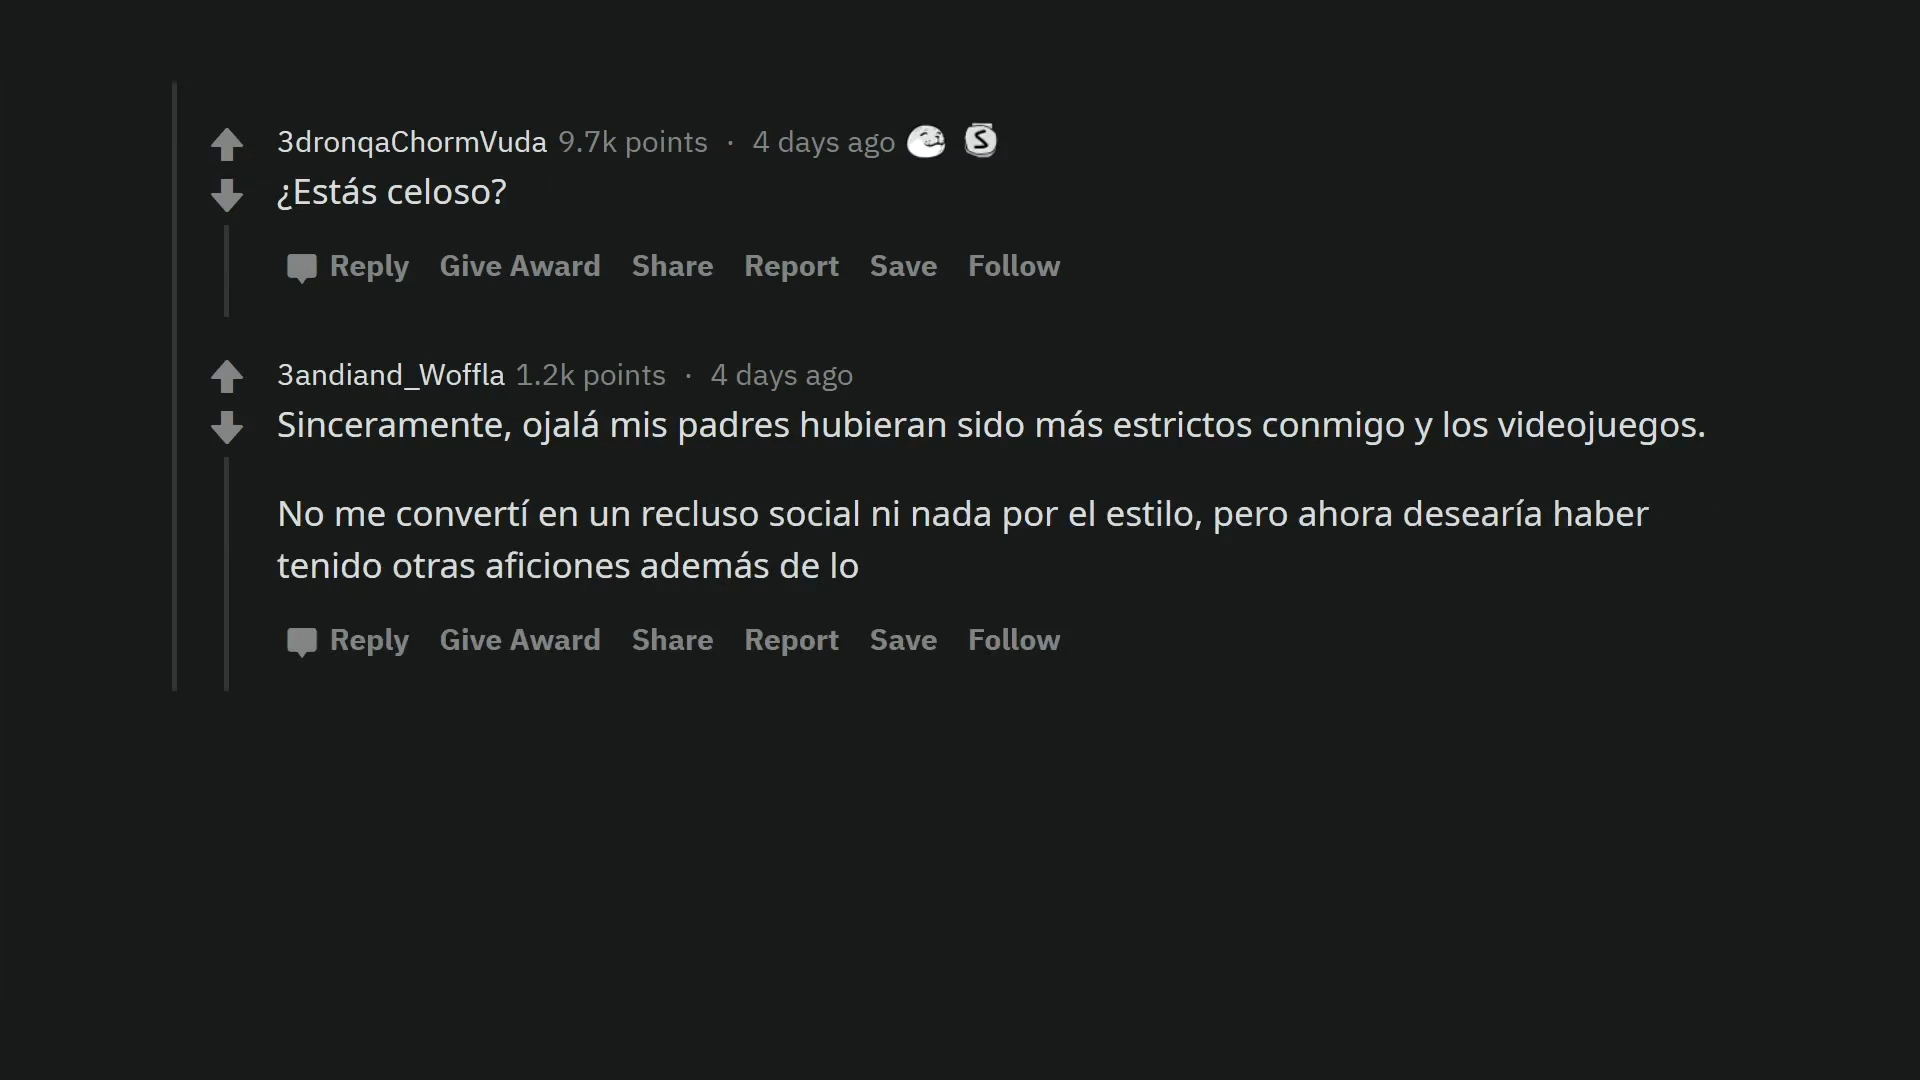 3dronqaChormVuda 9.7k points · 4 days ago
¿Estás celoso?
Reply Give Award Share Report Save Follow
3andiand_Woffla 1.2k points · 4 days ago
Sinceramente, ojalá mis padres hubieran sido más estrictos conmigo y los videojuegos.
No me convertí en un recluso social ni nada por el estilo, pero ahora desearía haber
tenido otras aficiones además de lo
Reply Give Award Share Report Save Follow